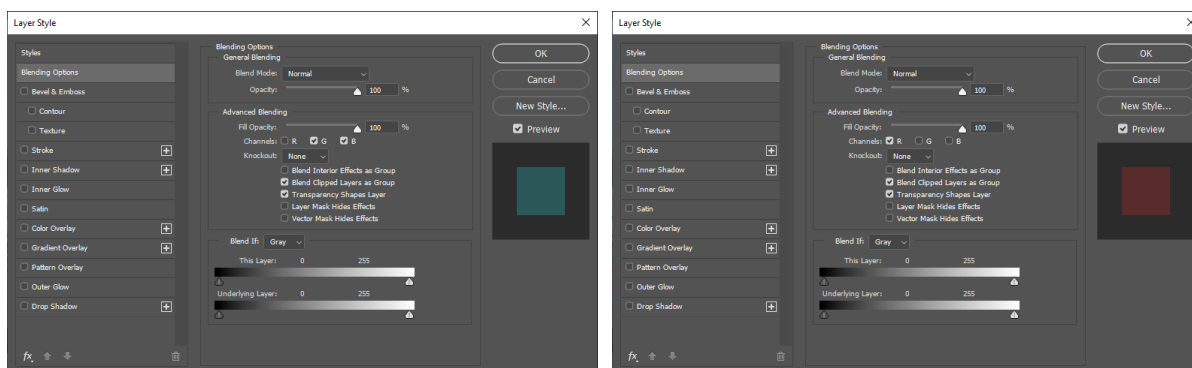 Layer Style
Styles
Blending Options
Bevel & Emboss
Contour
Texture
Stroke
Inner Shadow
Inner Glow
Satin
Color Overlay
Gradient Overlay
Pattern Overlay
Outer Glow
Drop Shadow
fx
Blending Options
General Blending
Blend Mode: Normal
Opacity: 100 %
Advanced Blending
Fill Opacity: 100 %
Channels: R G B
Knockout: None
Blend Interior Effects as Group
Blend Clipped Layers as Group
Transparency Shapes Layer
Layer Mask Hides Effects
Vector Mask Hides Effects
Blend If: Gray
This Layer: 0 255
Underlying Layer: 0 255
OK
Cancel
New Style...
Preview
Layer Style
Styles
Blending Options
Bevel & Emboss
Contour
Texture
Stroke
Inner Shadow
Inner Glow
Satin
Color Overlay
Gradient Overlay
Pattern Overlay
Outer Glow
Drop Shadow
fx
Blending Options
General Blending
Blend Mode: Normal
Opacity: 100 %
Advanced Blending
Fill Opacity: 100 %
Channels: R G B
Knockout: None
Blend Interior Effects as Group
Blend Clipped Layers as Group
Transparency Shapes Layer
Layer Mask Hides Effects
Vector Mask Hides Effects
Blend If: Gray
This Layer: 0 255
Underlying Layer: 0 255
OK
Cancel
New Style...
Preview